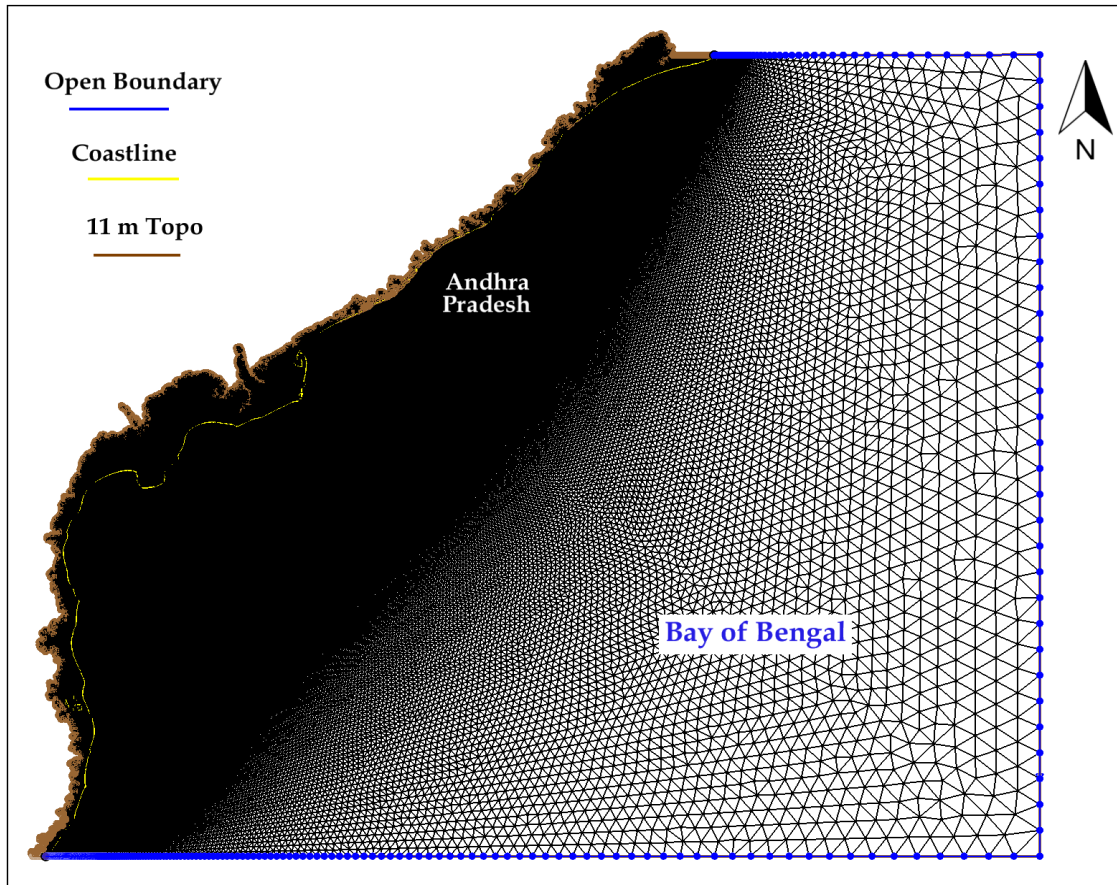 Open Boundary
Coastline
11 m Topo
N
Andhra
Pradesh
Bay of Bengal